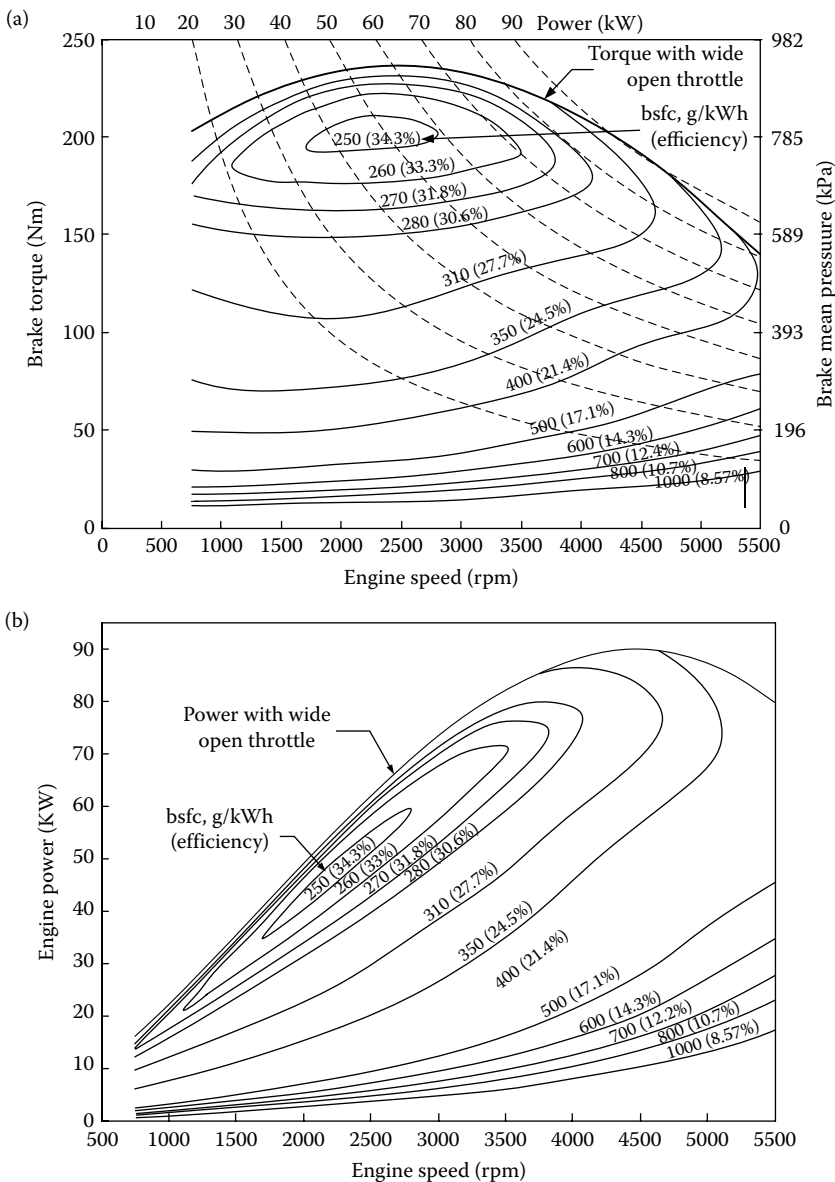 (a)
10 20 30 40 50 60 70 80 90 Power (kW)
250
200
150
100
50
0
Brake torque (Nm)
982
785
589
393
196
0
Brake mean pressuure (kPa)
Torque with wide
open throttle
bsfc, g/kWh
(efficiency)
250 (34.3%)
260 (33.3%)
270 (31.8%)
280 (30.6%)
310 (27.7%)
350 (24.5%)
400 (21.4%)
500 (17.1%)
600 (14.3%)
700 (12.4%)
800 (10.7%)
1000 (8.57%)
0 500 1000 1500 2000 2500 3000 3500 4000 4500 5000 5500
Engine speed (rpm)
(b)
90
80
70
60
50
40
30
20
10
0
Engine power (KW)
Power with wide
open throttle
bsfc, g/kWh
(efficiency)
250 (34.3%)
260 (33%)
270 (31.8%)
280 (30.6%)
310 (27.7%)
350 (24.5%)
400 (21.4%)
500 (17.1%)
600 (14.3%)
700 (12.2%)
800 (10.7%)
1000 (8.57%)
500 1000 1500 2000 2500 3000 3500 4000 4500 5000 5500
Engine speed (rpm)